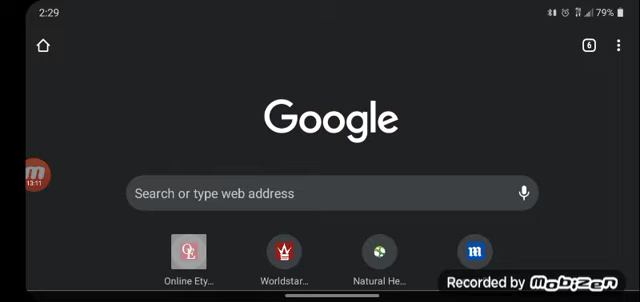 2:29
79%
6
Google
m
13:11
Search or type web address
OE
W
m
Online Ety...
Worldstar...
Natural He...
Recorded by Mobizen